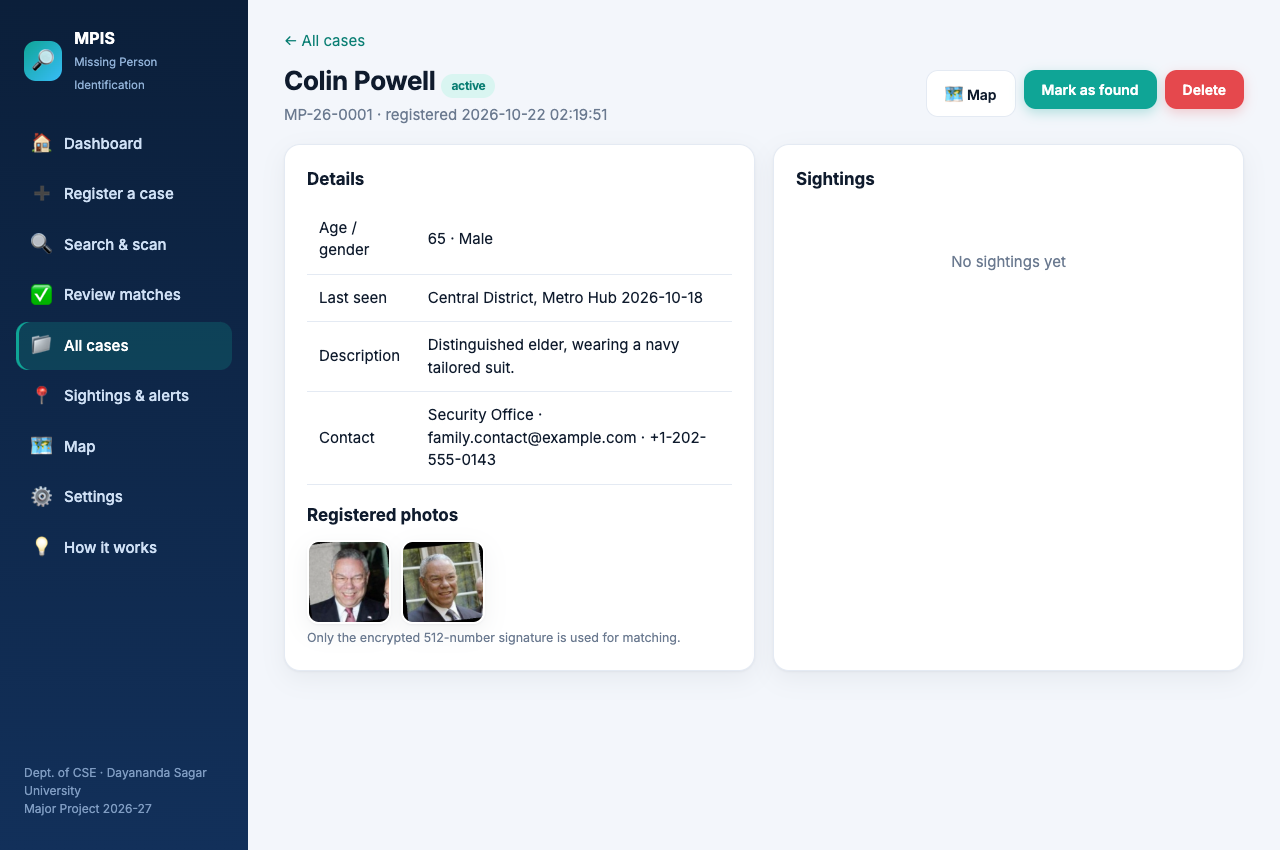 MPIS
Missing Person
Identification
Dashboard
Register a case
Search & scan
Review matches
All cases
Sightings & alerts
Map
Settings
How it works
Dept. of CSE · Dayananda Sagar
University
Major Project 2026-27
← All cases
Colin Powell active
MP-26-0001 · registered 2026-10-22 02:19:51
Map
Mark as found
Delete
Details
Age /
gender
65 · Male
Last seen
Central District, Metro Hub 2026-10-18
Description
Distinguished elder, wearing a navy
tailored suit.
Contact
Security Office ·
family.contact@example.com · +1-202-
555-0143
Registered photos
Only the encrypted 512-number signature is used for matching.
Sightings
No sightings yet